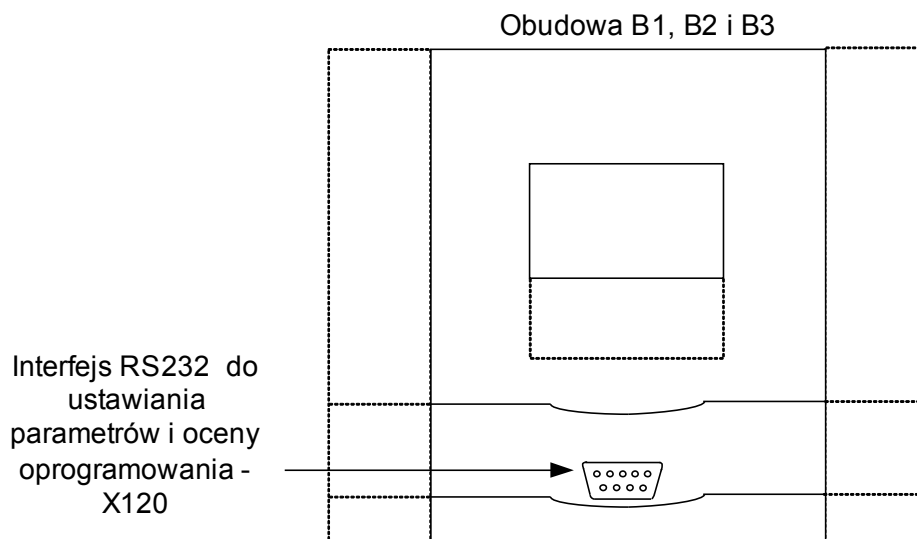 Obudowa B1, B2 i B3
Interfejs RS232 do
ustawiania
parametrów i oceny
oprogramowania -
X120